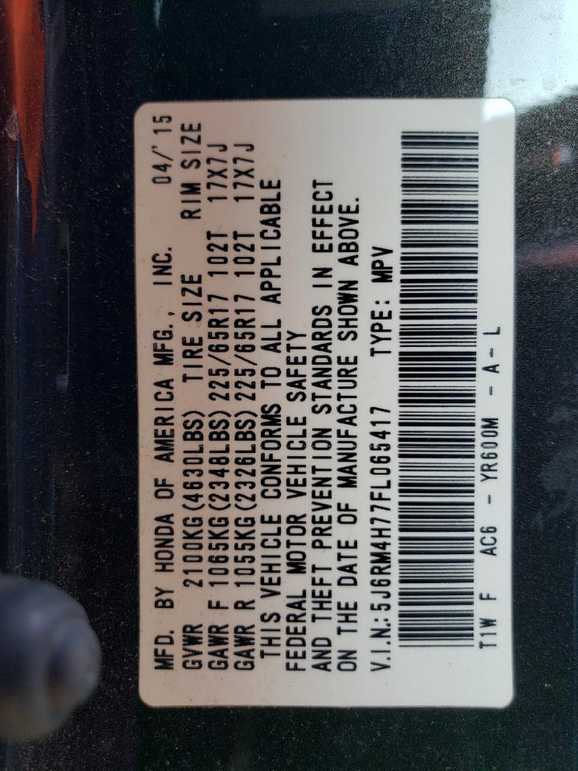 MFD. BY HONDA OF AMERICA MFG., INC. 04/'15
GVWR 2100KG(4630LBS) TIRE SIZE RIM SIZE
GAWR F 1065KG(2348LBS) 225/65R17 102T 17X7J
GAWR R 1055KG(2326LBS) 225/65R17 102T 17X7J
THIS VEHICLE CONFORMS TO ALL APPLICABLE
FEDERAL MOTOR VEHICLE SAFETY
AND THEFT PREVENTION STANDARDS IN EFFECT
ON THE DATE OF MANUFACTURE SHOWN ABOVE.
V.I.N.:5J6RM4H77FL065417 TYPE: MPV
T1W F AC6 - YR600M - A - L